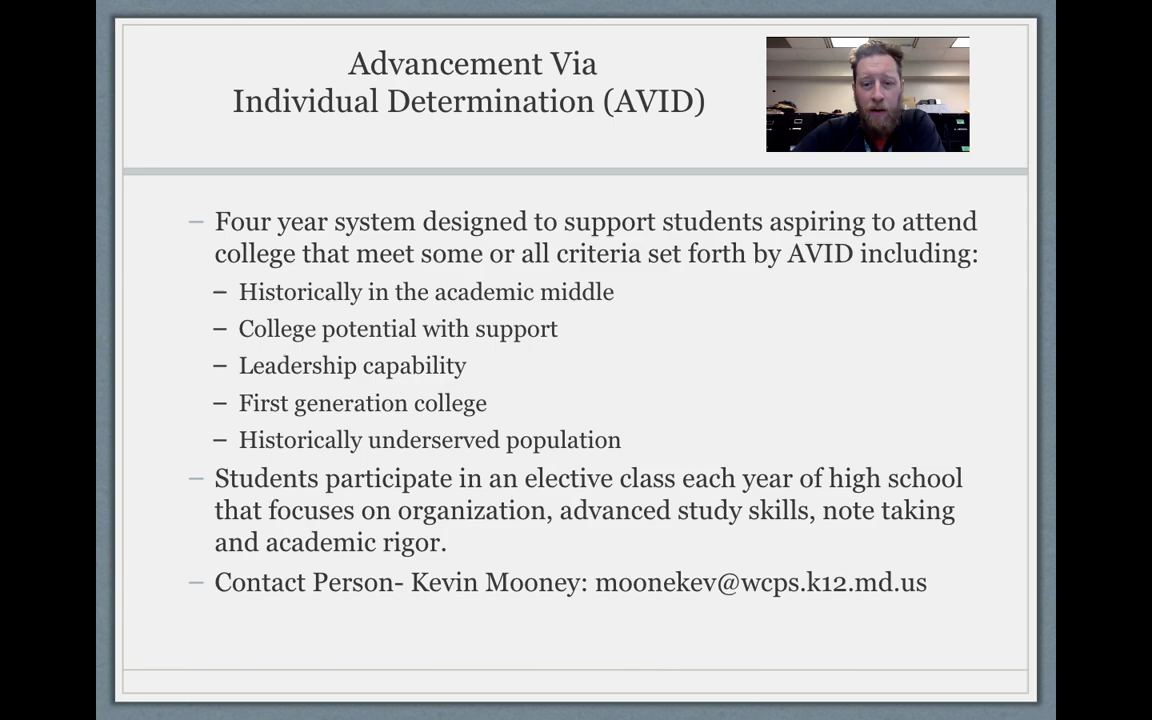 Advancement Via
Individual Determination (AVID)
– Four year system designed to support students aspiring to attend
college that meet some or all criteria set forth by AVID including:
– Historically in the academic middle
– College potential with support
– Leadership capability
– First generation college
– Historically underserved population
– Students participate in an elective class each year of high school
that focuses on organization, advanced study skills, note taking
and academic rigor.
– Contact Person- Kevin Mooney: moonekev@wcps.k12.md.us